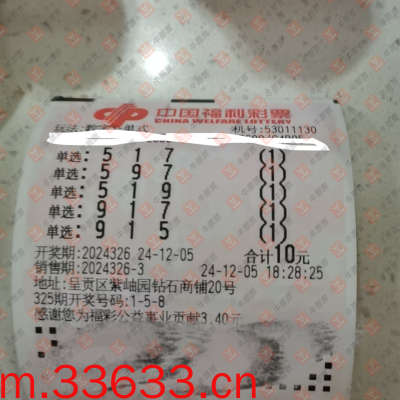 中国福利彩票
CHINA WELFARE LOTTERY
机号:53011130
单选: 5 1 7 (1)
单选: 5 9 7 (1)
单选: 5 1 9 (1)
单选: 9 1 7 (1)
单选: 9 1 5 (1)
开奖期:2024326 24-12-05 合计10元
销售期:2024326-3 24-12-05 18:28:25
地址:呈贡区紫岫园钻石商铺20号
325期开奖号码:1-5-8
感谢您为福彩公益事业贡献3.40元
m.33633.cn